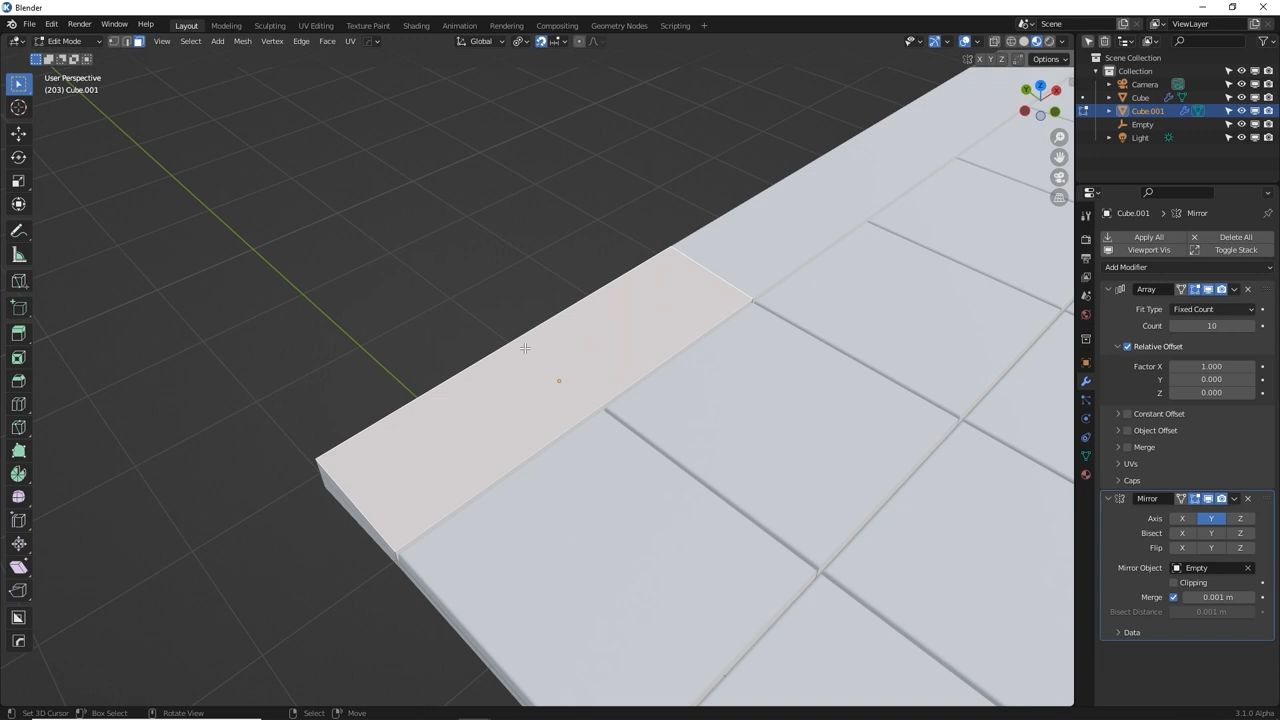 Blender
File Edit Render Window Help Layout Modeling Sculpting UV Editing Texture Paint Shading Animation Rendering Compositing Geometry Nodes Scripting + Scene ViewLayer
Edit Mode View Select Add Mesh Vertex Edge Face UV Global
X Y Z Options
User Perspective
(203) Cube.001
Z
Y
X
Scene Collection
Collection
Camera
Cube
Cube.001
Empty
Light
Cube.001 > Mirror
Apply All Delete All
Viewport Vis Toggle Stack
Add Modifier
Array
Fit Type Fixed Count
Count 10
Relative Offset
Factor X 1.000
Y 0.000
Z 0.000
Constant Offset
Object Offset
Merge
UVs
Caps
Mirror
Axis X Y Z
Bisect X Y Z
Flip X Y Z
Mirror Object Empty
Clipping
Merge 0.001 m
Bisect Distance 0.001 m
Data
Set 3D Cursor Box Select Rotate View Select Move 3.1.0 Alpha